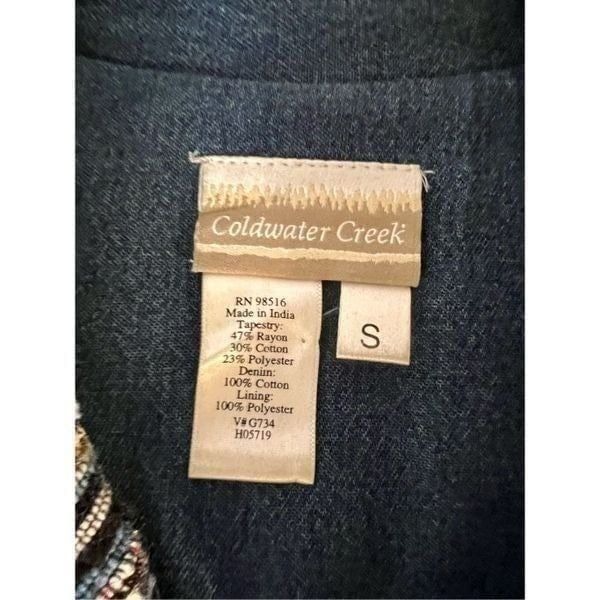 Coldwater Creek
RN 98516
Made in India
Tapestry:
47% Rayon
30% Cotton
23% Polyester
Denim:
100% Cotton
Lining:
100% Polyester
V# G734
H05719
S